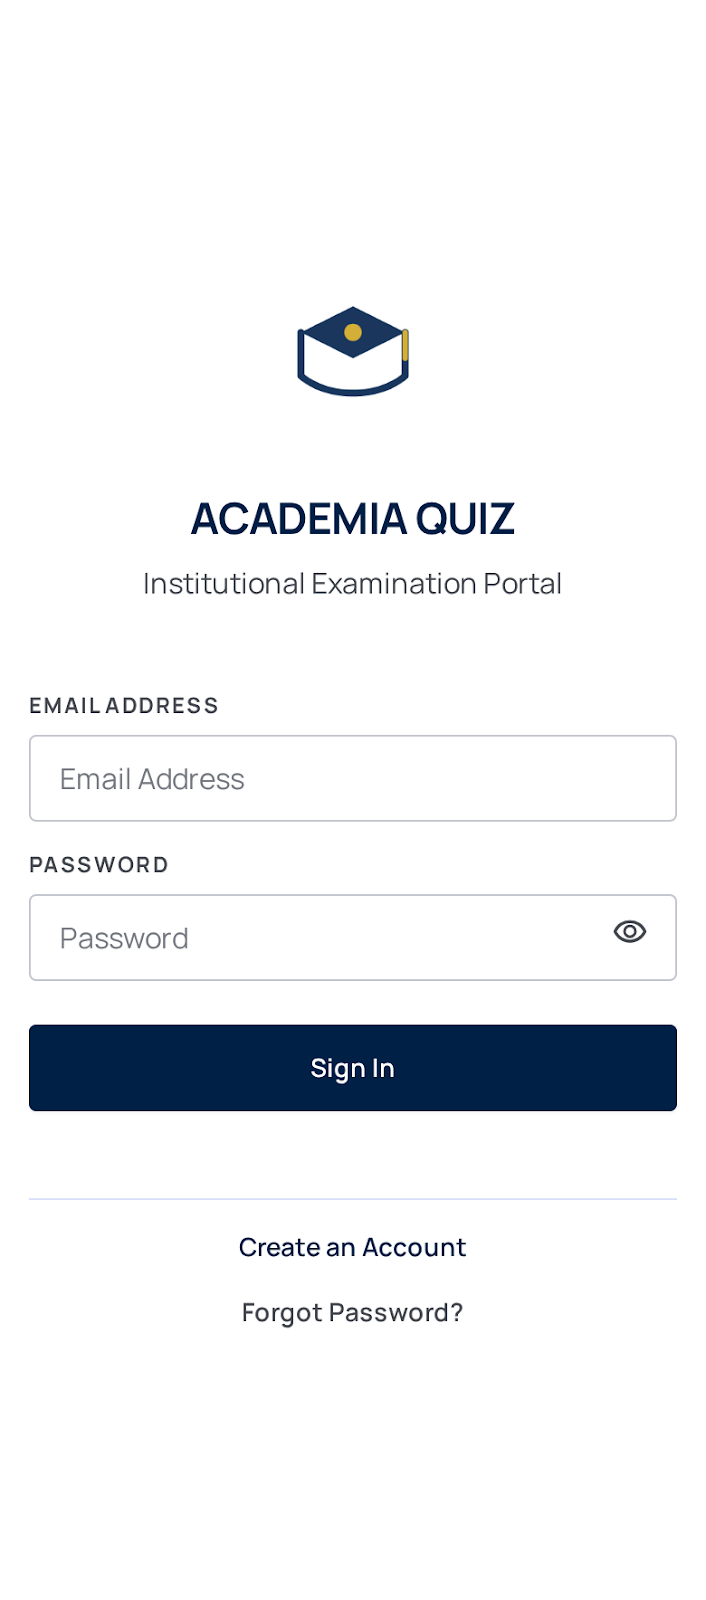 ACADEMIA QUIZ
Institutional Examination Portal
EMAIL ADDRESS
Email Address
PASSWORD
Password
Sign In
Create an Account
Forgot Password?